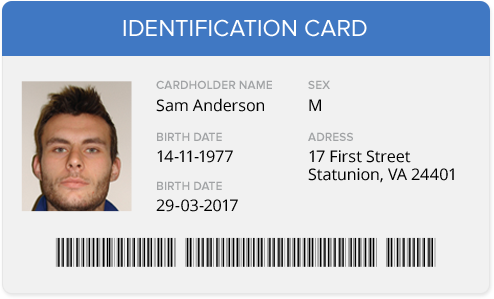 IDENTIFICATION CARD
CARDHOLDER NAME
Sam Anderson
SEX
M
BIRTH DATE
14-11-1977
ADRESS
17 First Street
Statunion, VA 24401
BIRTH DATE
29-03-2017